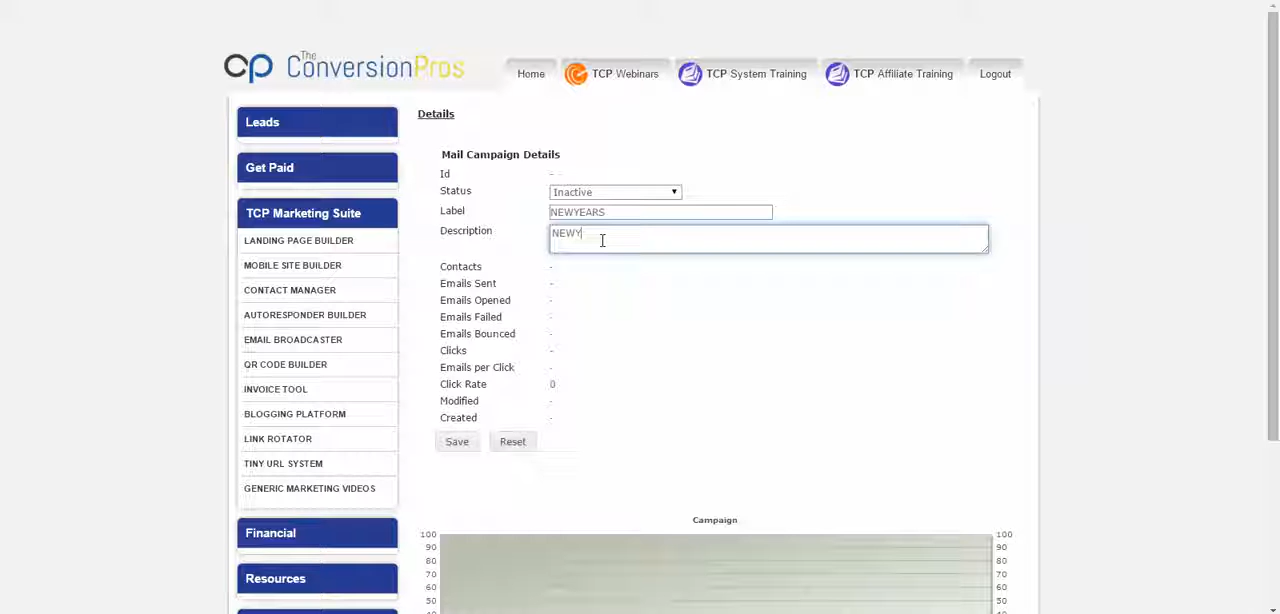 The ConversionPros
Home
TCP Webinars
TCP System Training
TCP Affiliate Training
Logout
Leads
Get Paid
TCP Marketing Suite
LANDING PAGE BUILDER
MOBILE SITE BUILDER
CONTACT MANAGER
AUTORESPONDER BUILDER
EMAIL BROADCASTER
QR CODE BUILDER
INVOICE TOOL
BLOGGING PLATFORM
LINK ROTATOR
TINY URL SYSTEM
GENERIC MARKETING VIDEOS
Financial
Resources
Details
Mail Campaign Details
Id - -
Status Inactive
Label NEWYEARS
Description NEWY
Contacts -
Emails Sent -
Emails Opened -
Emails Failed -
Emails Bounced -
Clicks -
Emails per Click -
Click Rate 0
Modified -
Created -
Save Reset
Campaign
100 100
90 90
80 80
70 70
60 60
50 50